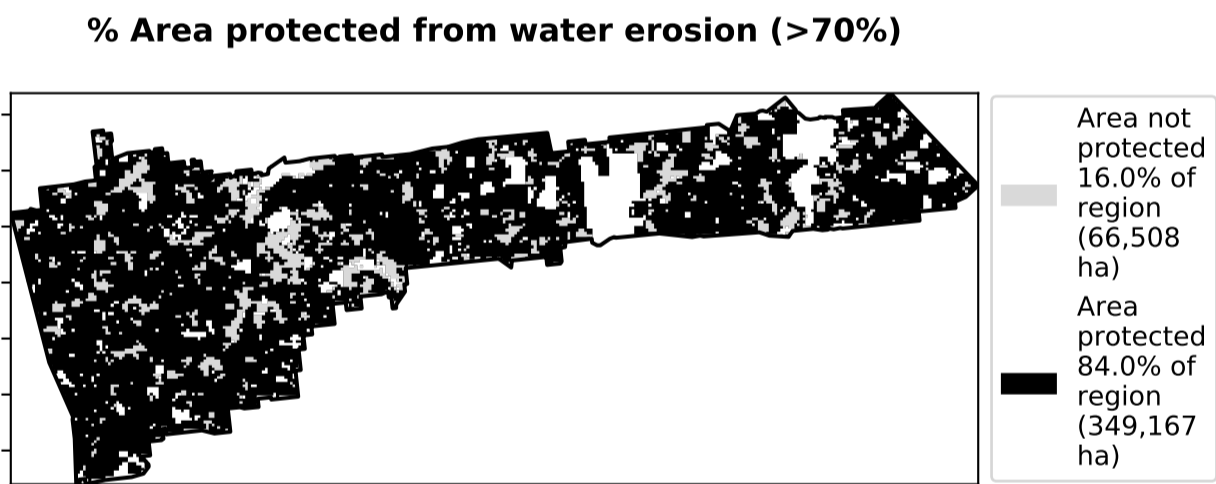 % Area protected from water erosion (>70%)
Area not
protected
16.0% of
region
(66,508
ha)
Area
protected
84.0% of
region
(349,167
ha)